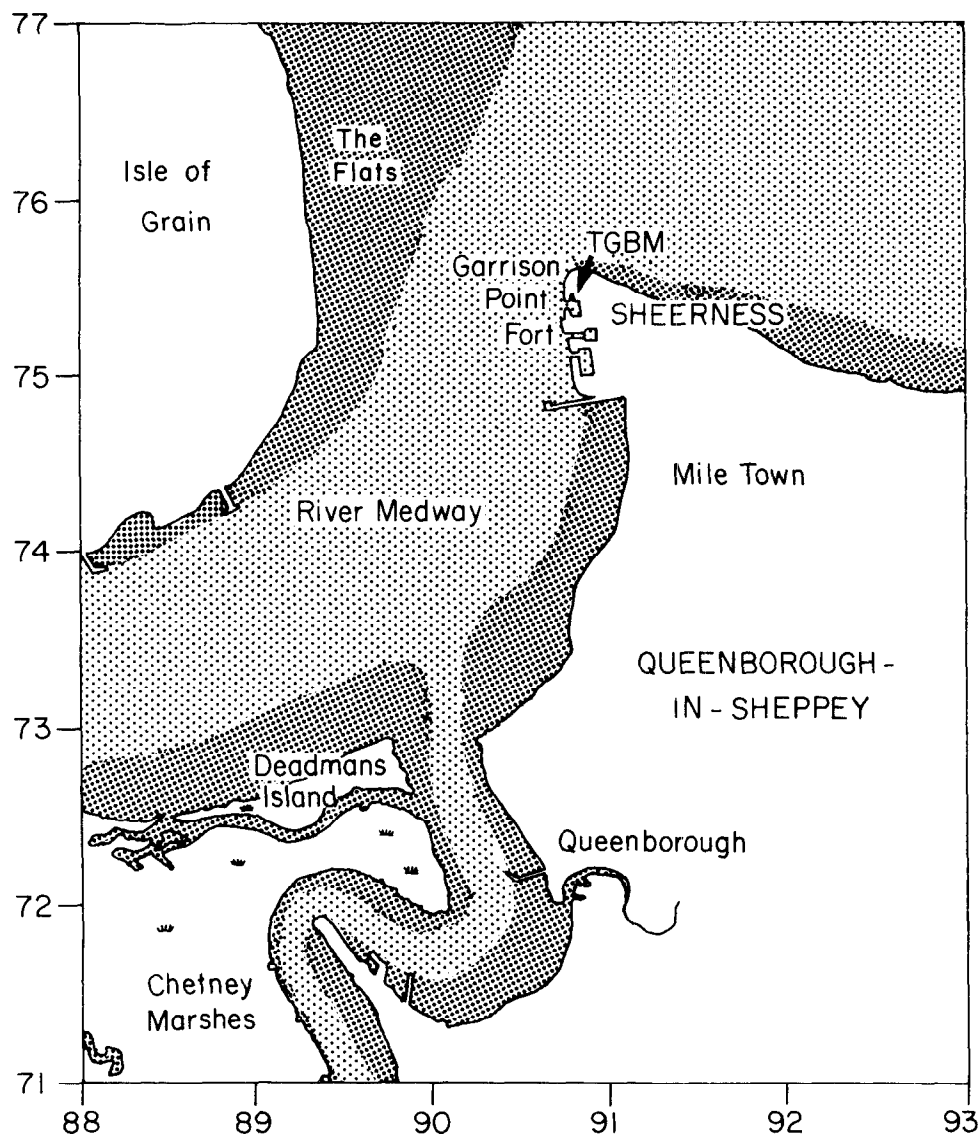 77
The
Flats
Isle of
Grain
76
TGBM
Garrison
Point
Fort
SHEERNESS
75
Mile Town
River Medway
74
QUEENBOROUGH-
IN-SHEPPEY
73
Deadmans
Island
Queenborough
72
Chetney
Marshes
71
88
89
90
91
92
93